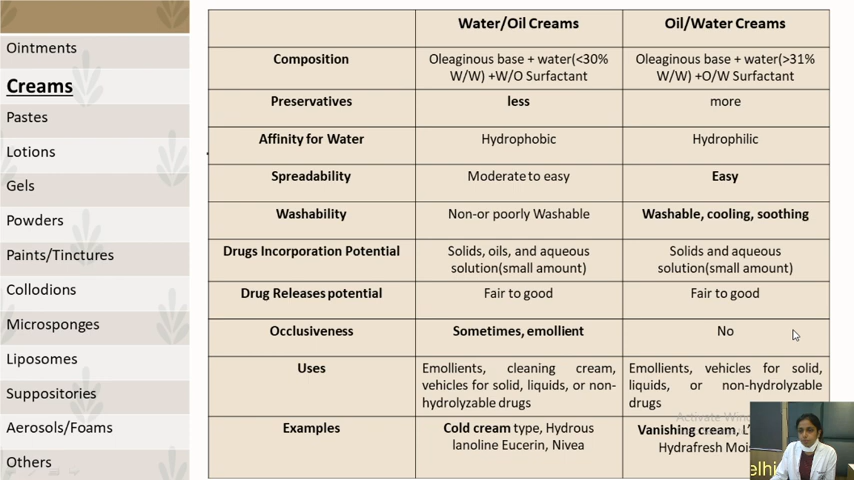 Ointments
Creams
Pastes
Lotions
Gels
Powders
Paints/Tinctures
Collodions
Microsponges
Liposomes
Suppositories
Aerosols/Foams
Others
Water/Oil Creams
Oil/Water Creams
Composition
Oleaginous base + water(<30%
W/W) +W/O Surfactant
Oleaginous base + water(>31%
W/W) +O/W Surfactant
Preservatives
less
more
Affinity for Water
Hydrophobic
Hydrophilic
Spreadability
Moderate to easy
Easy
Washability
Non-or poorly Washable
Washable, cooling, soothing
Drugs Incorporation Potential
Solids, oils, and aqueous
solution(small amount)
Solids and aqueous
solution(small amount)
Drug Releases potential
Fair to good
Fair to good
Occlusiveness
Sometimes, emollient
No
Uses
Emollients, cleaning cream,
vehicles for solid, liquids, or non-
hydrolyzable drugs
Emollients, vehicles for solid,
liquids, or non-hydrolyzable
drugs
Activate
Examples
Cold cream type, Hydrous
lanoline Eucerin, Nivea
Vanishing cream,
Hydrafresh